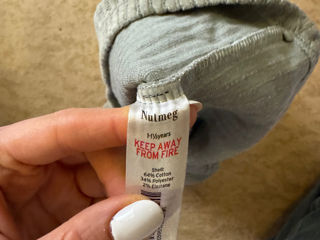 Nutmeg
1-1½years
KEEP AWAY
FROM FIRE
Shell:
64% Cotton
34% Polyester
2% Elastane